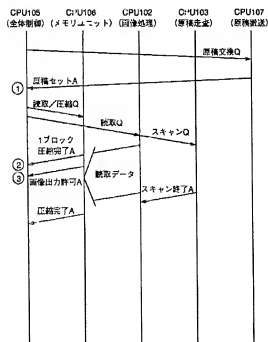 CPU105 CPU106 CPU102 CPU103 CPU107
(全体制御) (メモリユニット) (画像処理) (原稿走査) (原稿搬送)
原稿交換Q
① 原稿セットA
読取/圧縮Q
読取Q
スキャンQ
1ブロック
② 圧縮完了A
③ 画像出力許可A
読取データ
スキャン終了A
圧縮完了A